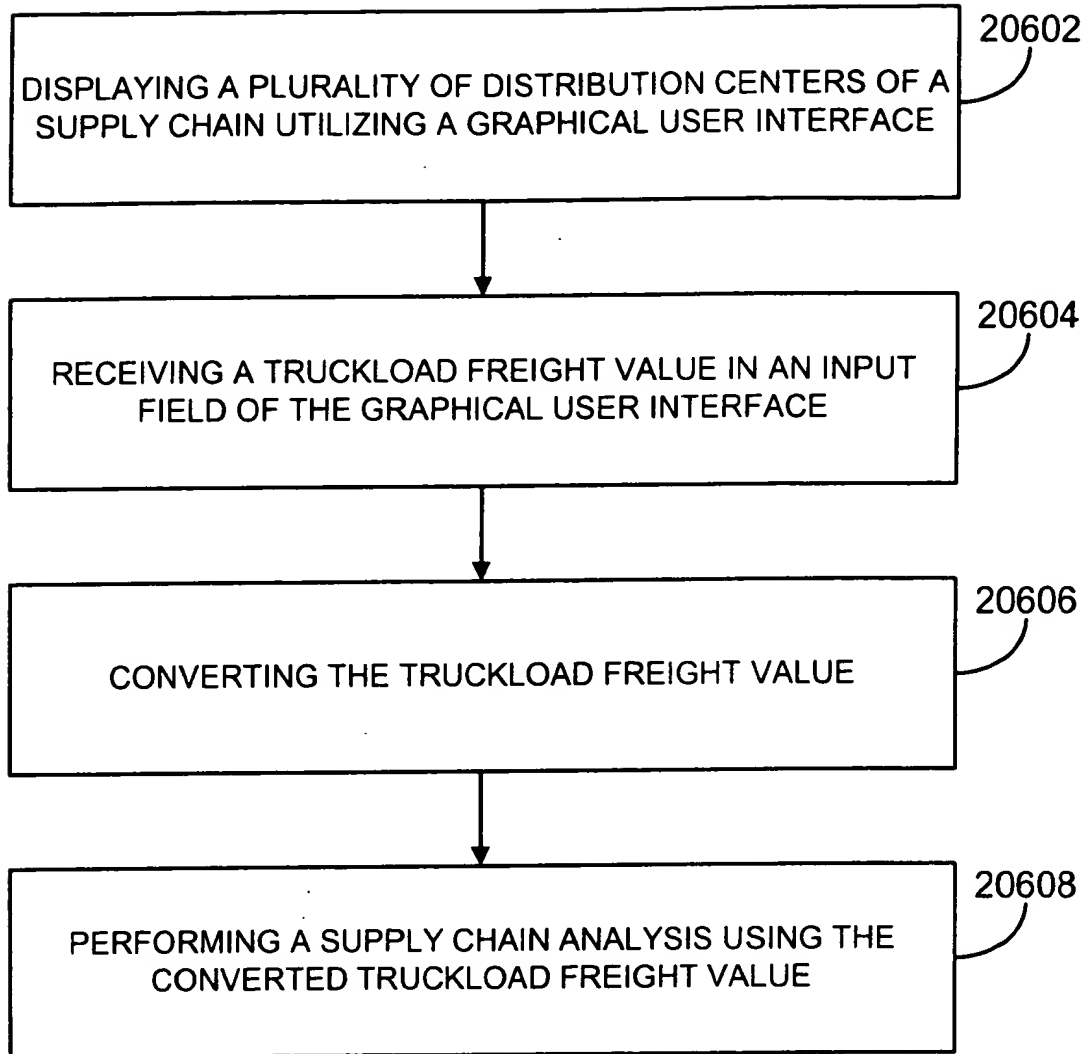 20602
DISPLAYING A PLURALITY OF DISTRIBUTION CENTERS OF A
SUPPLY CHAIN UTILIZING A GRAPHICAL USER INTERFACE
20604
RECEIVING A TRUCKLOAD FREIGHT VALUE IN AN INPUT
FIELD OF THE GRAPHICAL USER INTERFACE
20606
CONVERTING THE TRUCKLOAD FREIGHT VALUE
20608
PERFORMING A SUPPLY CHAIN ANALYSIS USING THE
CONVERTED TRUCKLOAD FREIGHT VALUE